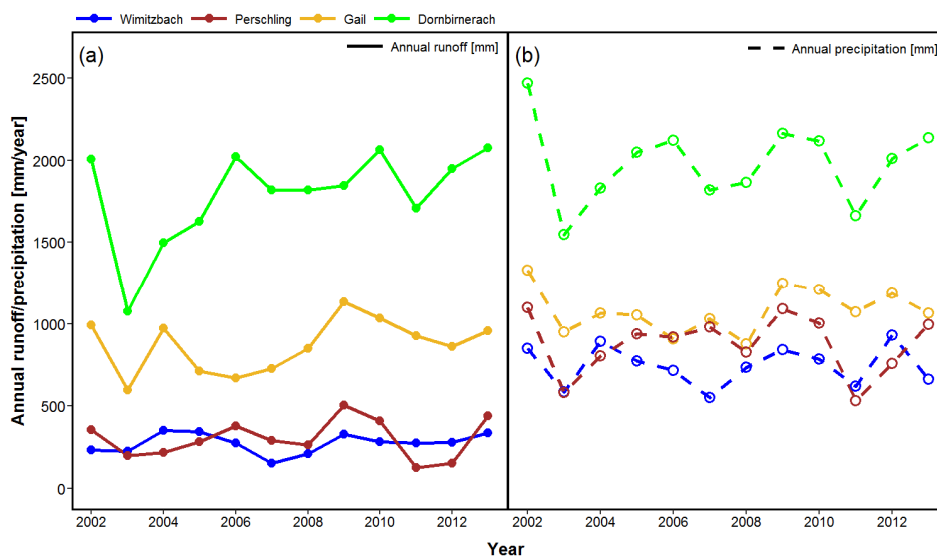 Wimitzbach Perschling Gail Dornbirnerach
(a) Annual runoff [mm] (b) Annual precipitation [mm]
Annual runoff/precipitation [mm/year]
2500
2000
1500
1000
500
0
2002 2004 2006 2008 2010 2012 2002 2004 2006 2008 2010 2012
Year